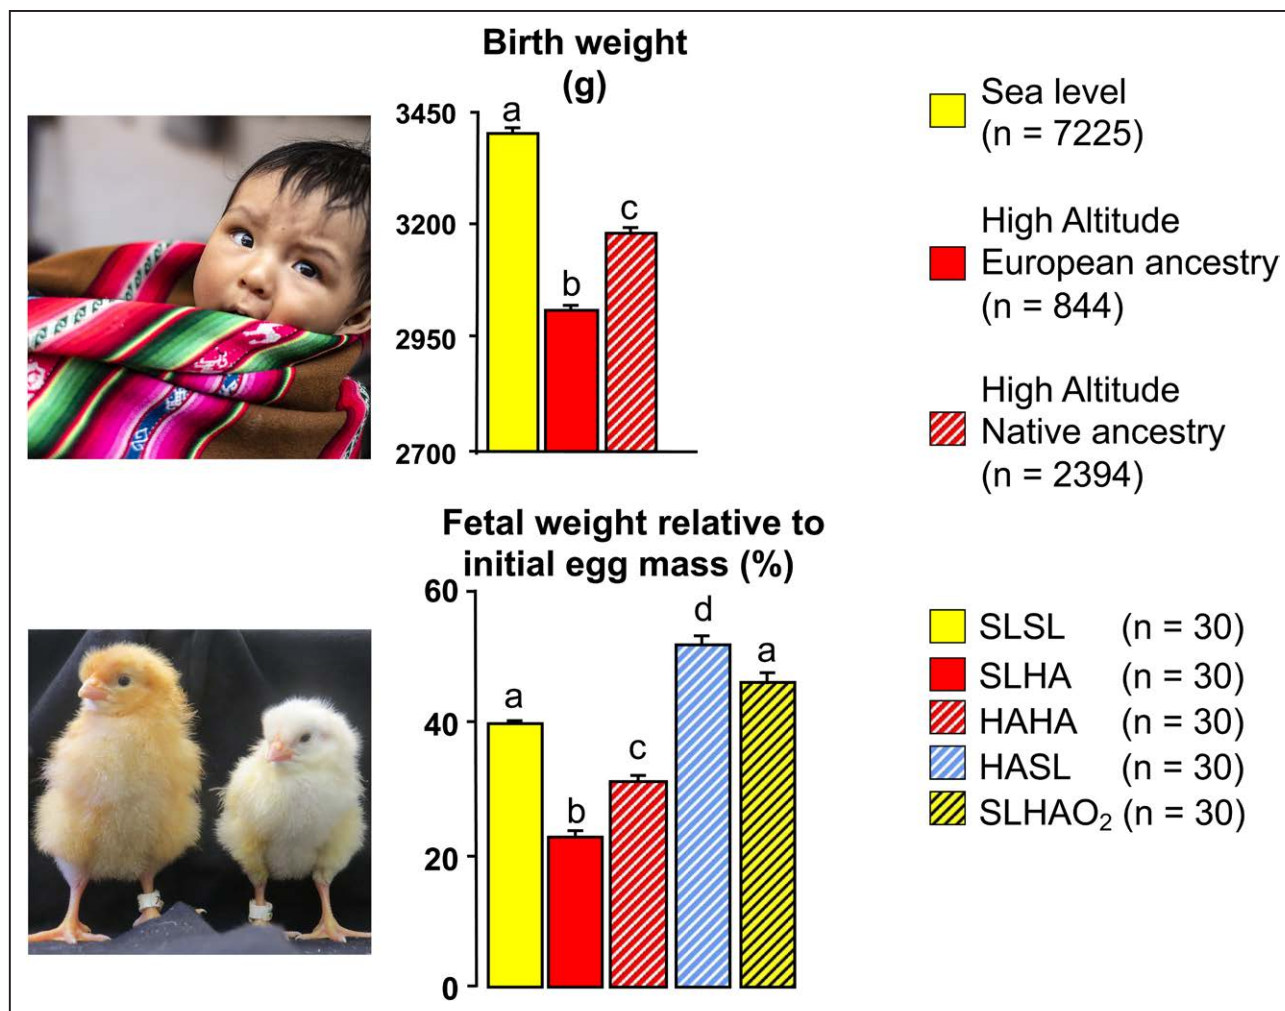 Birth weight
(g)
3450
3200
2950
2700
a
b
c
Sea level
(n = 7225)
High Altitude
European ancestry
(n = 844)
High Altitude
Native ancestry
(n = 2394)
Fetal weight relative to
initial egg mass (%)
60
40
20
0
a
b
c
d
a
SLSL (n = 30)
SLHA (n = 30)
HAHA (n = 30)
HASL (n = 30)
SLHAO₂ (n = 30)